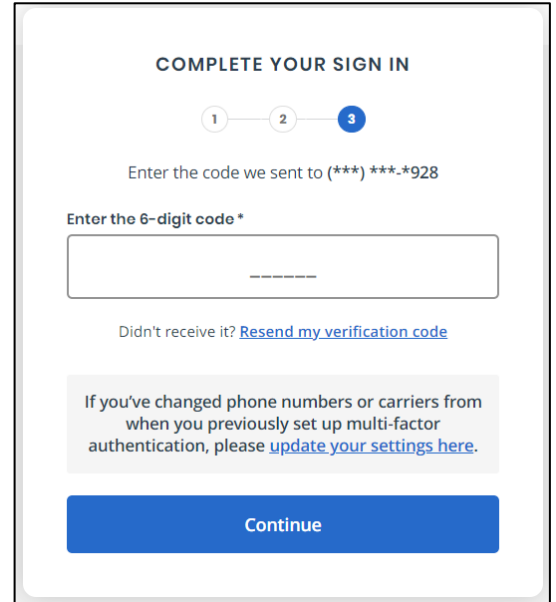 COMPLETE YOUR SIGN IN
1 2 3
Enter the code we sent to (***) ***-*928
Enter the 6-digit code *
______
Didn't receive it? Resend my verification code
If you’ve changed phone numbers or carriers from
when you previously set up multi-factor
authentication, please update your settings here.
Continue